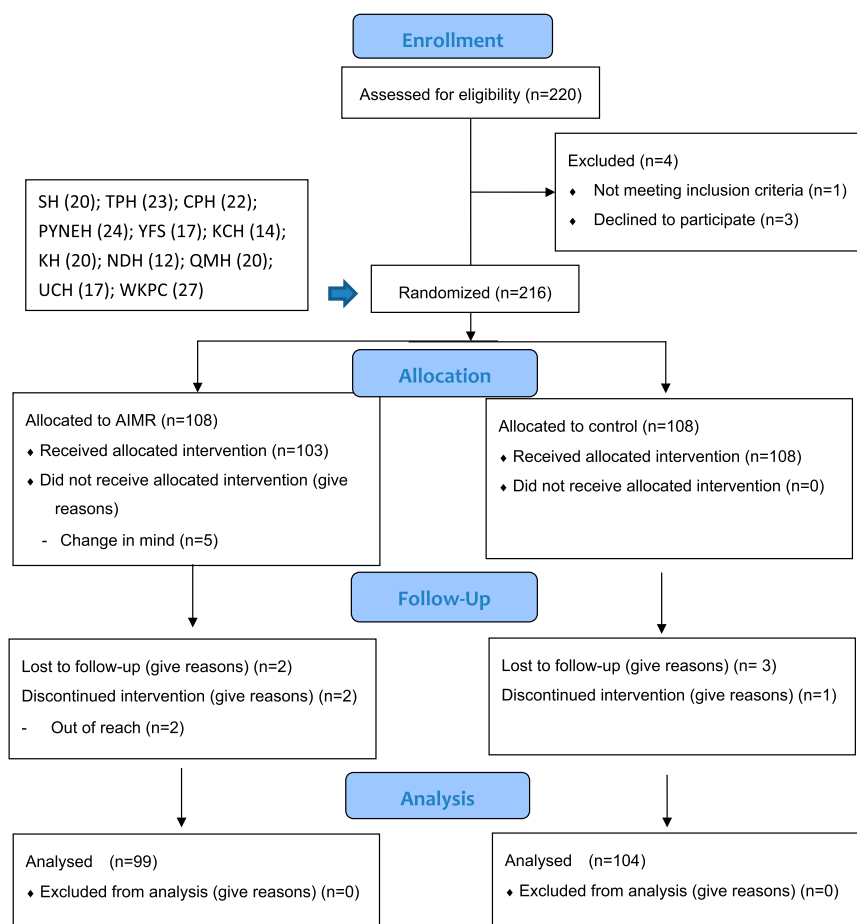 Enrollment
Assessed for eligibility (n=220)
Excluded (n=4)
♦ Not meeting inclusion criteria (n=1)
♦ Declined to participate (n=3)
SH (20); TPH (23); CPH (22);
PYNEH (24); YFS (17); KCH (14);
KH (20); NDH (12); QMH (20);
UCH (17); WKPC (27)
Randomized (n=216)
Allocation
Allocated to AIMR (n=108)
♦ Received allocated intervention (n=103)
♦ Did not receive allocated intervention (give
reasons)
- Change in mind (n=5)
Allocated to control (n=108)
♦ Received allocated intervention (n=108)
♦ Did not receive allocated intervention (n=0)
Follow-Up
Lost to follow-up (give reasons) (n=2)
Discontinued intervention (give reasons) (n=2)
- Out of reach (n=2)
Lost to follow-up (give reasons) (n= 3)
Discontinued intervention (give reasons) (n=1)
Analysis
Analysed (n=99)
♦ Excluded from analysis (give reasons) (n=0)
Analysed (n=104)
♦ Excluded from analysis (give reasons) (n=0)